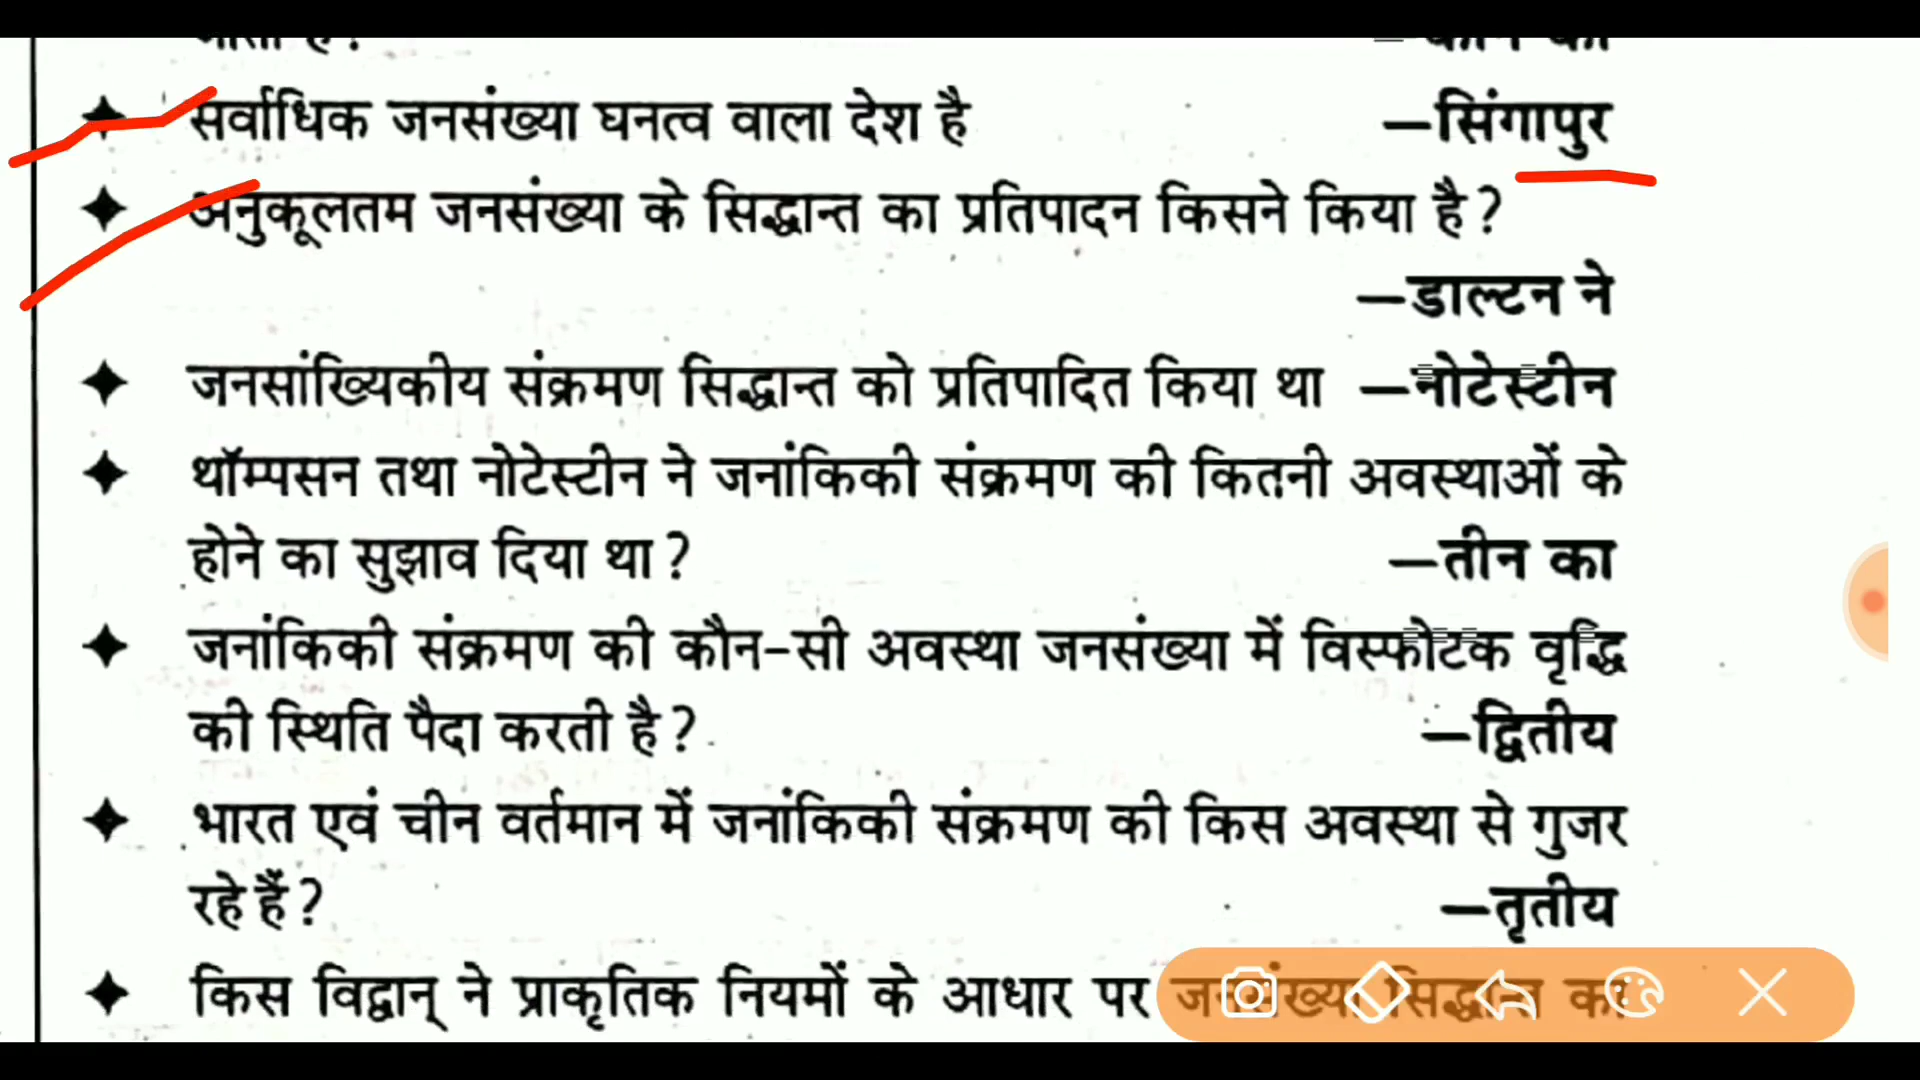 सर्वाधिक जनसंख्या घनत्व वाला देश है —सिंगापुर
अनुकूलतम जनसंख्या के सिद्धान्त का प्रतिपादन किसने किया है?
—डाल्टन ने
जनसांख्यिकीय संक्रमण सिद्धान्त को प्रतिपादित किया था —नोटेस्टीन
थॉम्पसन तथा नोटेस्टीन ने जनांकिकी संक्रमण की कितनी अवस्थाओं के
होने का सुझाव दिया था? —तीन का
जनांकिकी संक्रमण की कौन-सी अवस्था जनसंख्या में विस्फोटक वृद्धि
की स्थिति पैदा करती है? —द्वितीय
भारत एवं चीन वर्तमान में जनांकिकी संक्रमण की किस अवस्था से गुजर
रहे हैं? —तृतीय
किस विद्वान् ने प्राकृतिक नियमों के आधार पर जनसंख्या सिद्धान्त का